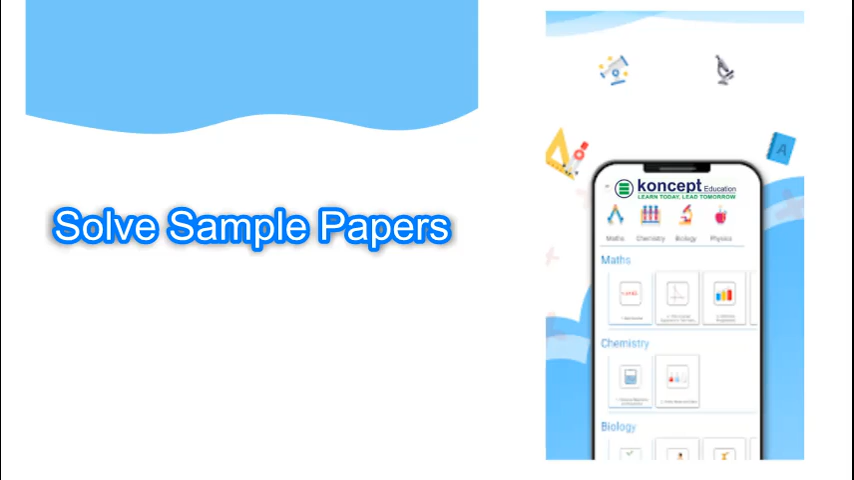 Solve Sample Papers
koncept Education
LEARN TODAY, LEAD TOMORROW
Maths Chemistry Biology Physics
Maths
Chemistry
Biology
A